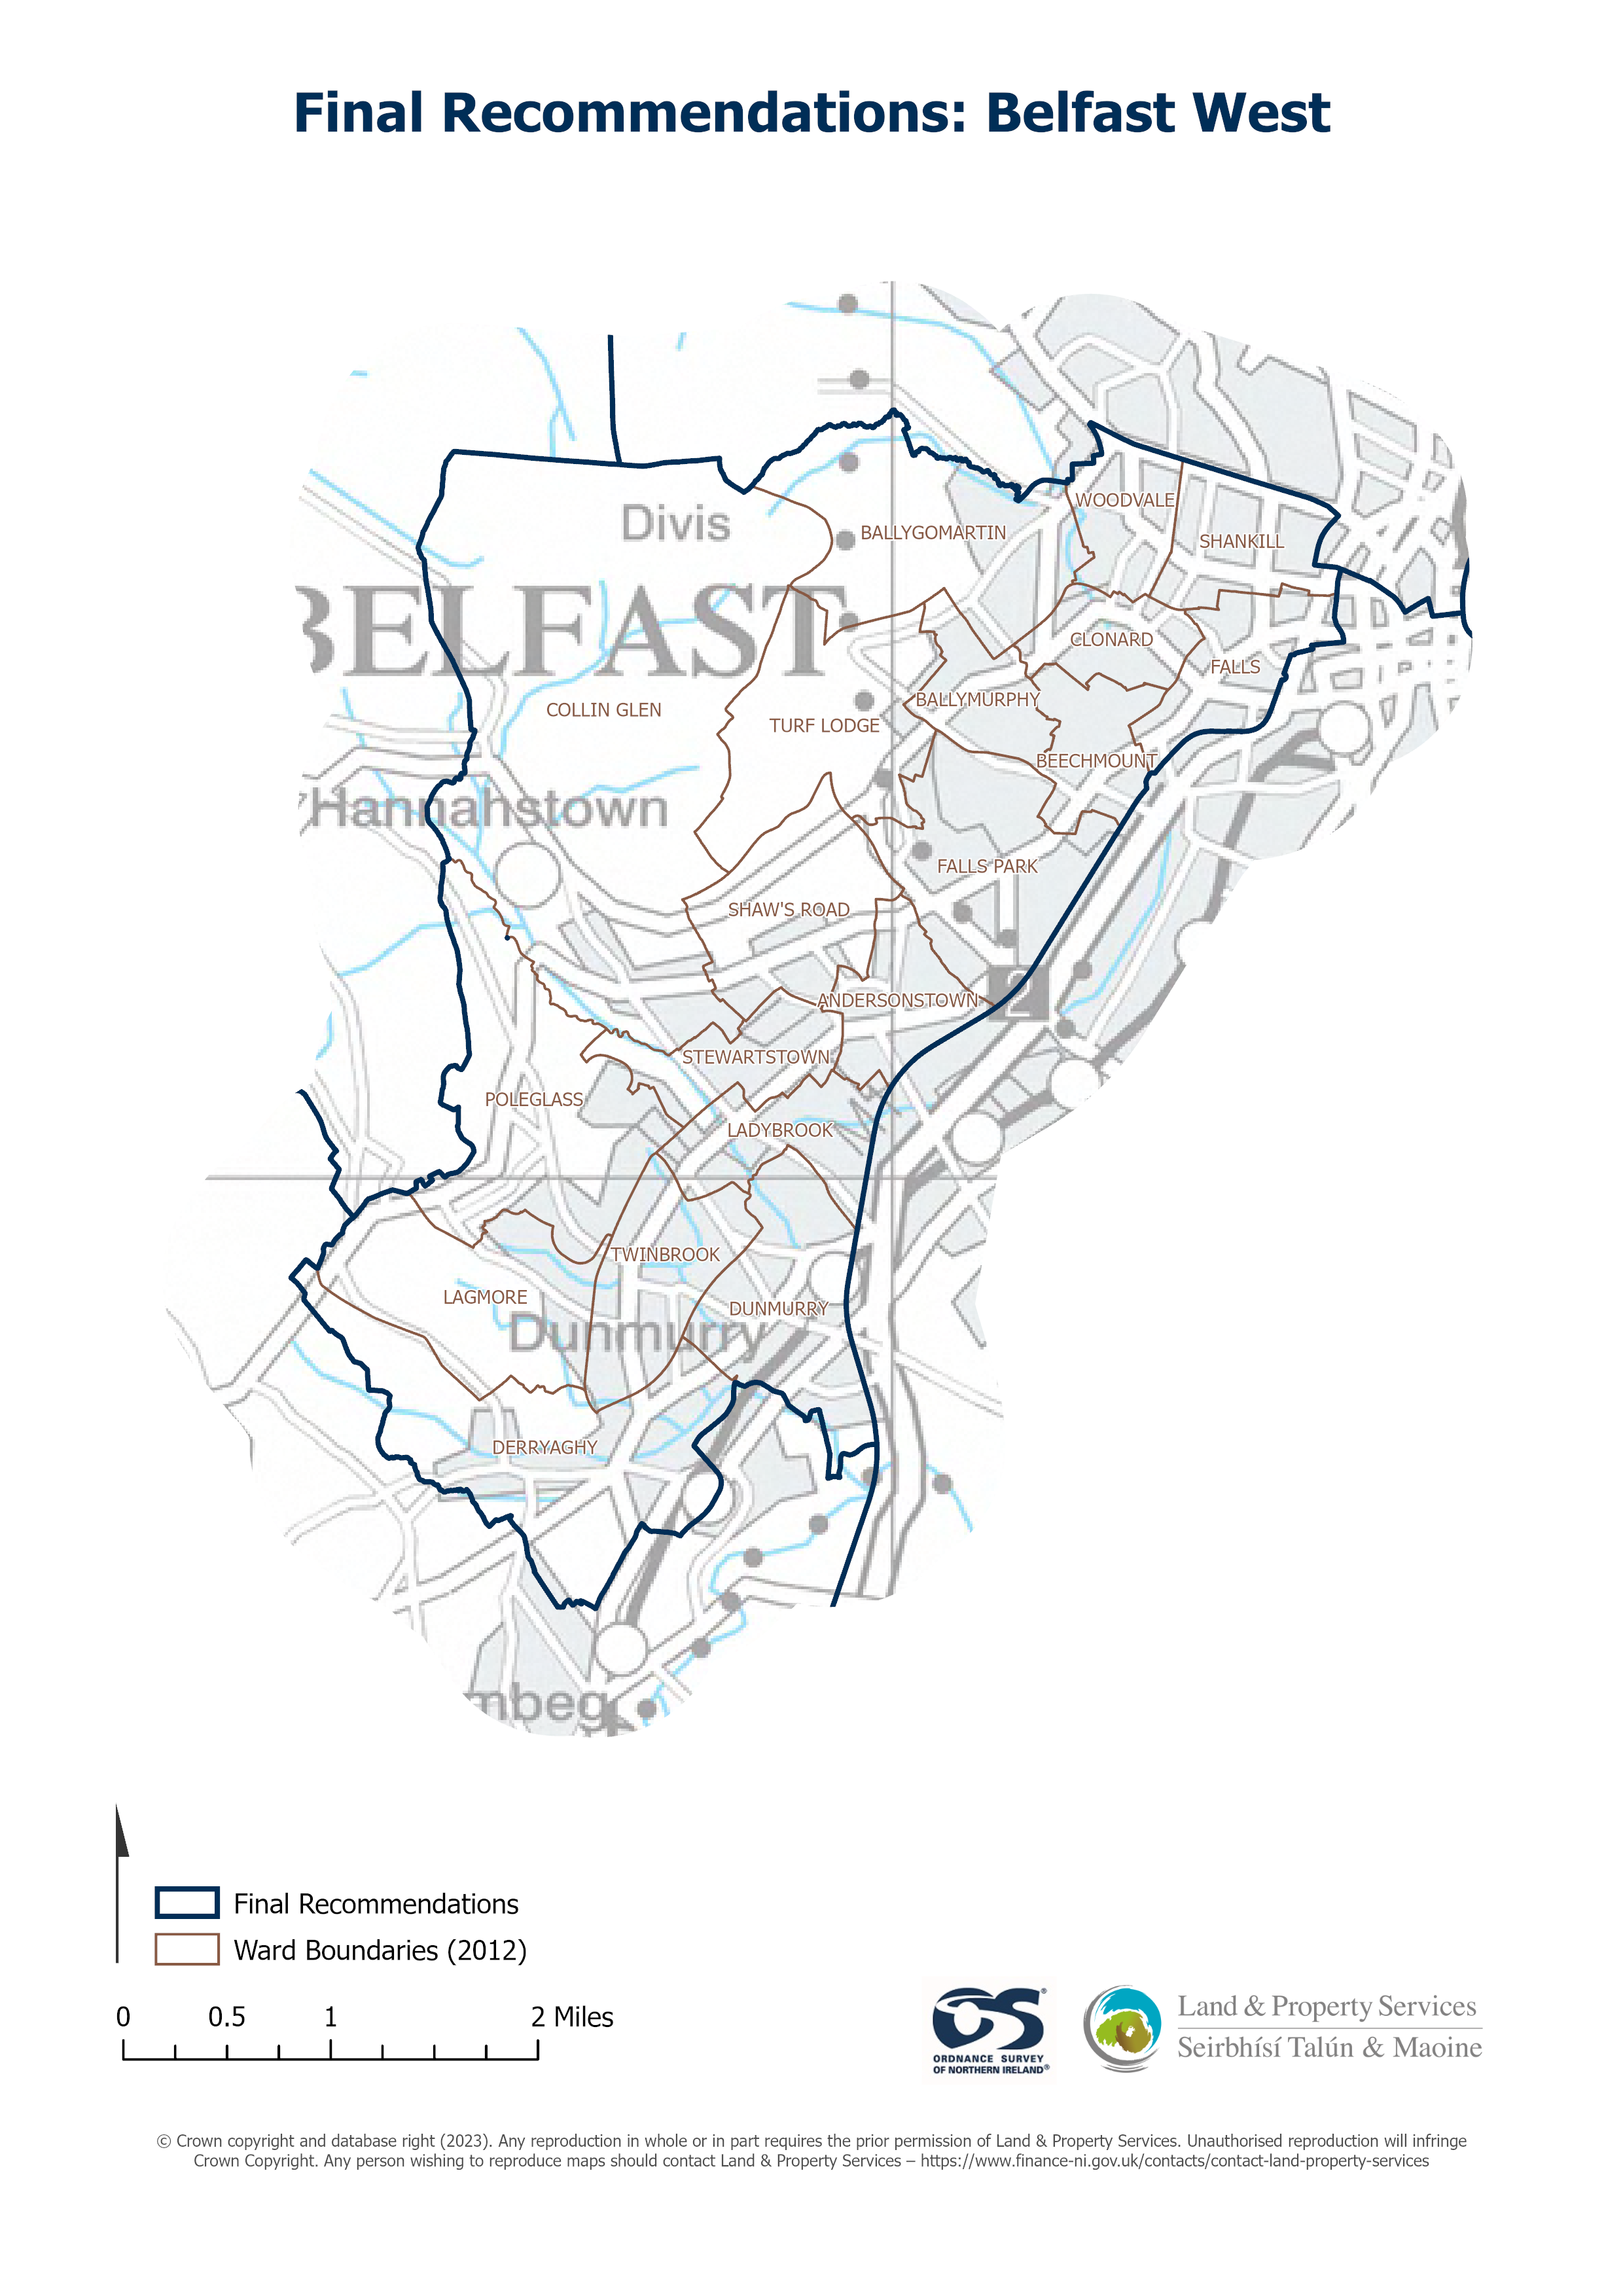 Final Recommendations: Belfast West
WOODVALE
BALLYGOMARTIN
Divis
SHANKILL
BELFAST
CLONARD
FALLS
BALLYMURPHY
COLLIN GLEN
TURF LODGE
BEECHMOUNT
Hannahstown
FALLS PARK
SHAW'S ROAD
2
ANDERSONSTOWN
STEWARTSTOWN
POLEGLASS
LADYBROOK
TWINBROOK
LAGMORE
DUNMURRY
Dunmurry
DERRYAGHY
mbeg
Final Recommendations
Ward Boundaries (2012)
0 0.5 1 2 Miles
OS®
ORDNANCE SURVEY
OF NORTHERN IRELAND®
Land & Property Services
Seirbhísí Talún & Maoine
© Crown copyright and database right (2023). Any reproduction in whole or in part requires the prior permission of Land & Property Services. Unauthorised reproduction will infringe
Crown Copyright. Any person wishing to reproduce maps should contact Land & Property Services – https://www.finance-ni.gov.uk/contacts/contact-land-property-services